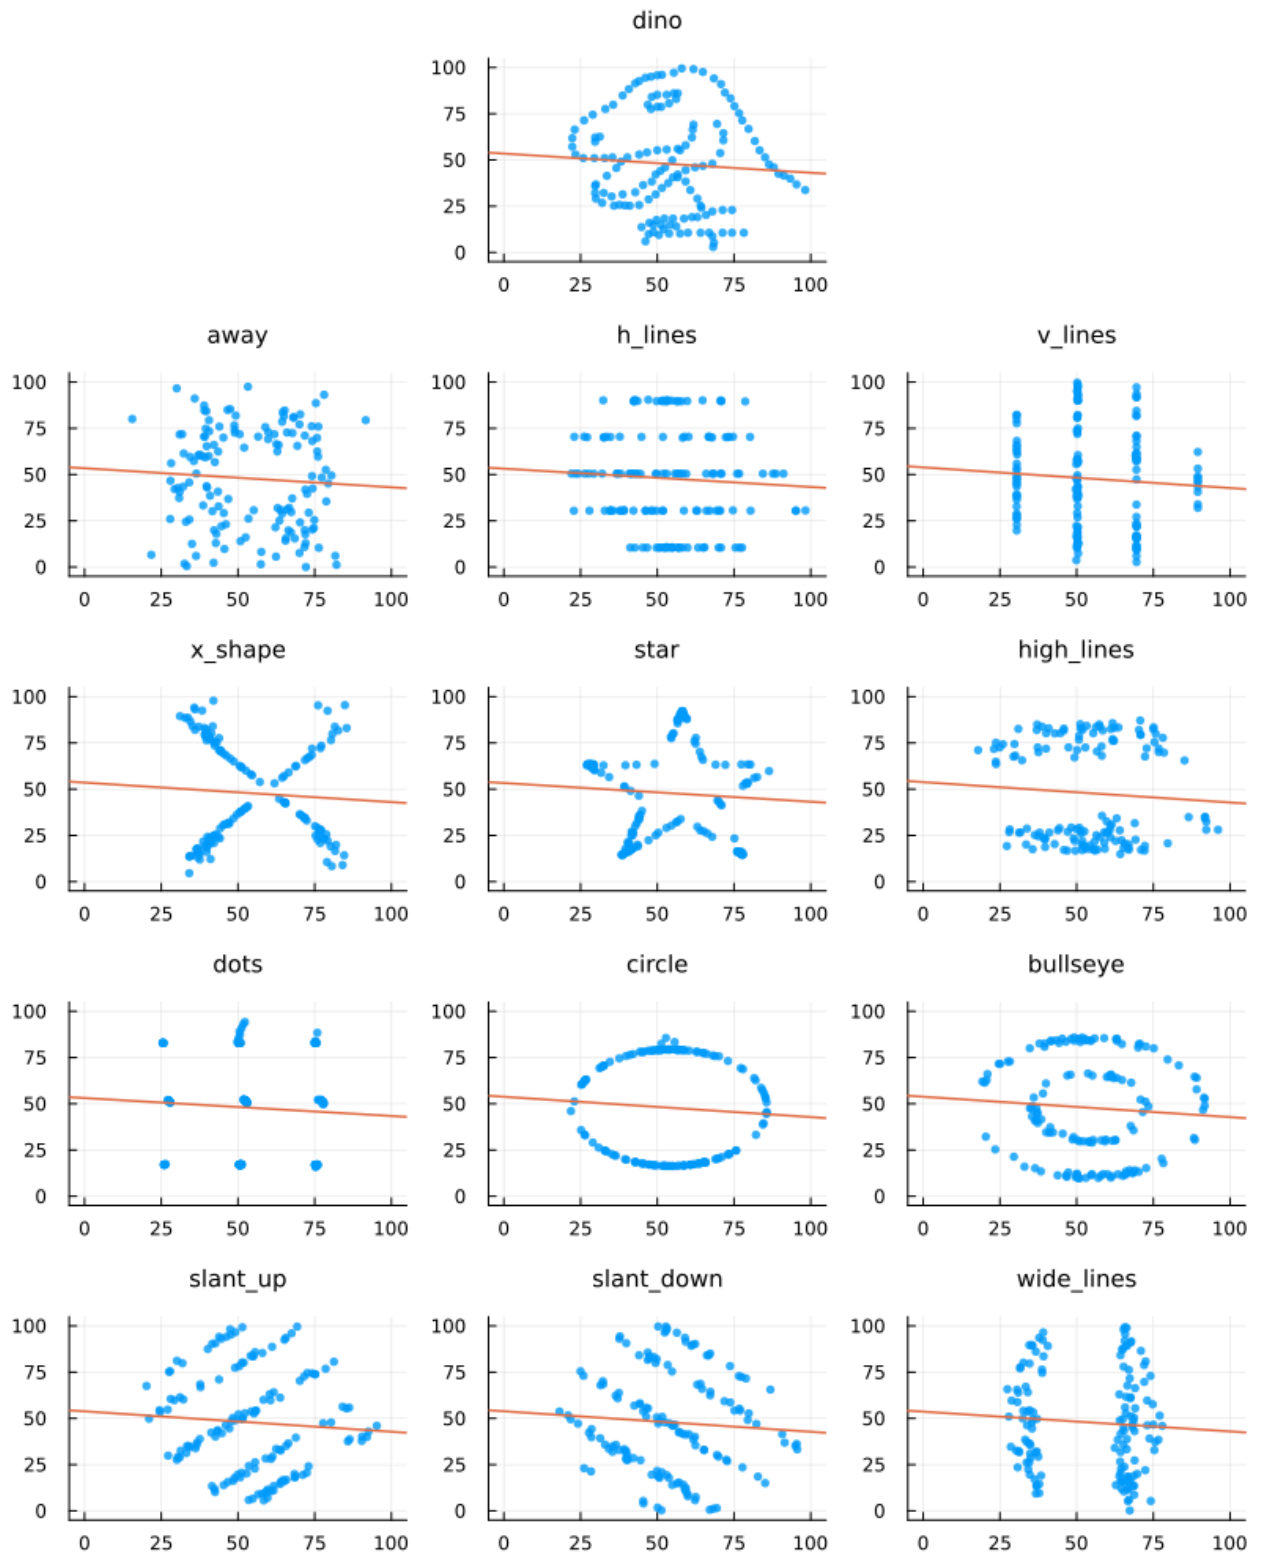 dino
100
75
50
25
0
0 25 50 75 100
away h_lines v_lines
100 100 100
75 75 75
50 50 50
25 25 25
0 0 0
0 25 50 75 100 0 25 50 75 100 0 25 50 75 100
x_shape star high_lines
100 100 100
75 75 75
50 50 50
25 25 25
0 0 0
0 25 50 75 100 0 25 50 75 100 0 25 50 75 100
dots circle bullseye
100 100 100
75 75 75
50 50 50
25 25 25
0 0 0
0 25 50 75 100 0 25 50 75 100 0 25 50 75 100
slant_up slant_down wide_lines
100 100 100
75 75 75
50 50 50
25 25 25
0 0 0
0 25 50 75 100 0 25 50 75 100 0 25 50 75 100